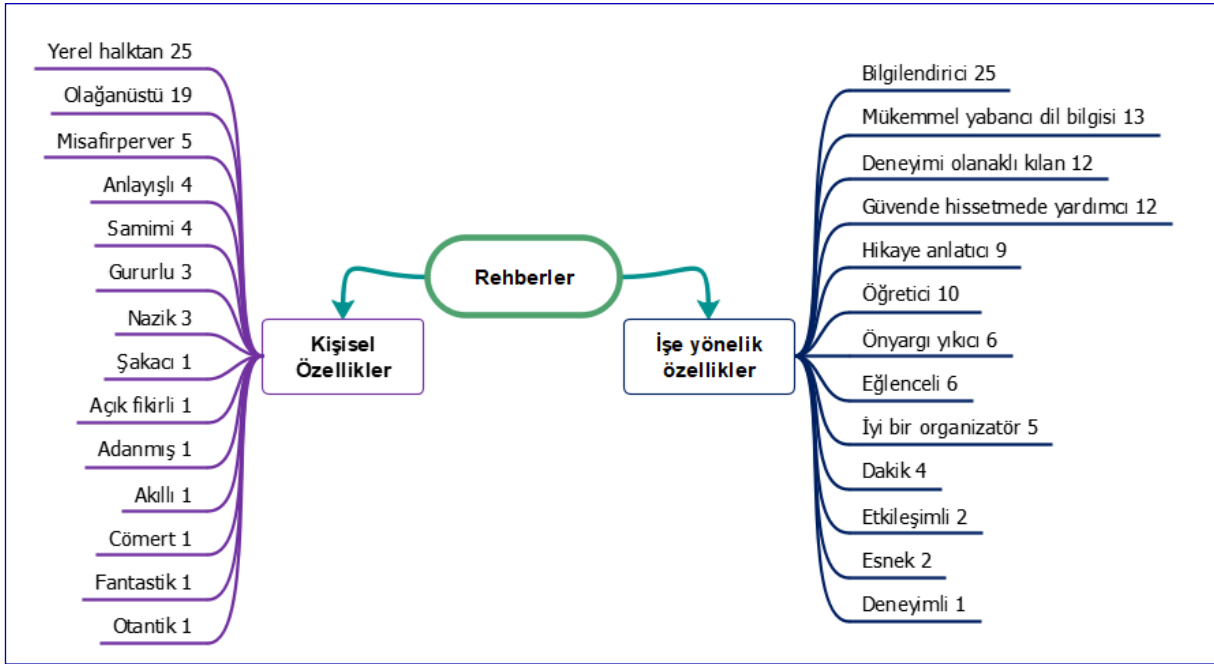 Rehberler
Kişisel
Özellikler
Yerel halktan 25
Olağanüstü 19
Misafirperver 5
Anlayışlı 4
Samimi 4
Gururlu 3
Nazik 3
Şakacı 1
Açık fikirli 1
Adanmış 1
Akıllı 1
Cömert 1
Fantastik 1
Otantik 1
İşe yönelik
özellikler
Bilgilendirici 25
Mükemmel yabancı dil bilgisi 13
Deneyimi olanaklı kılan 12
Güvende hissetmede yardımcı 12
Hikaye anlatıcı 9
Öğretici 10
Önyargı yıkıcı 6
Eğlenceli 6
İyi bir organizatör 5
Dakik 4
Etkileşimli 2
Esnek 2
Deneyimli 1